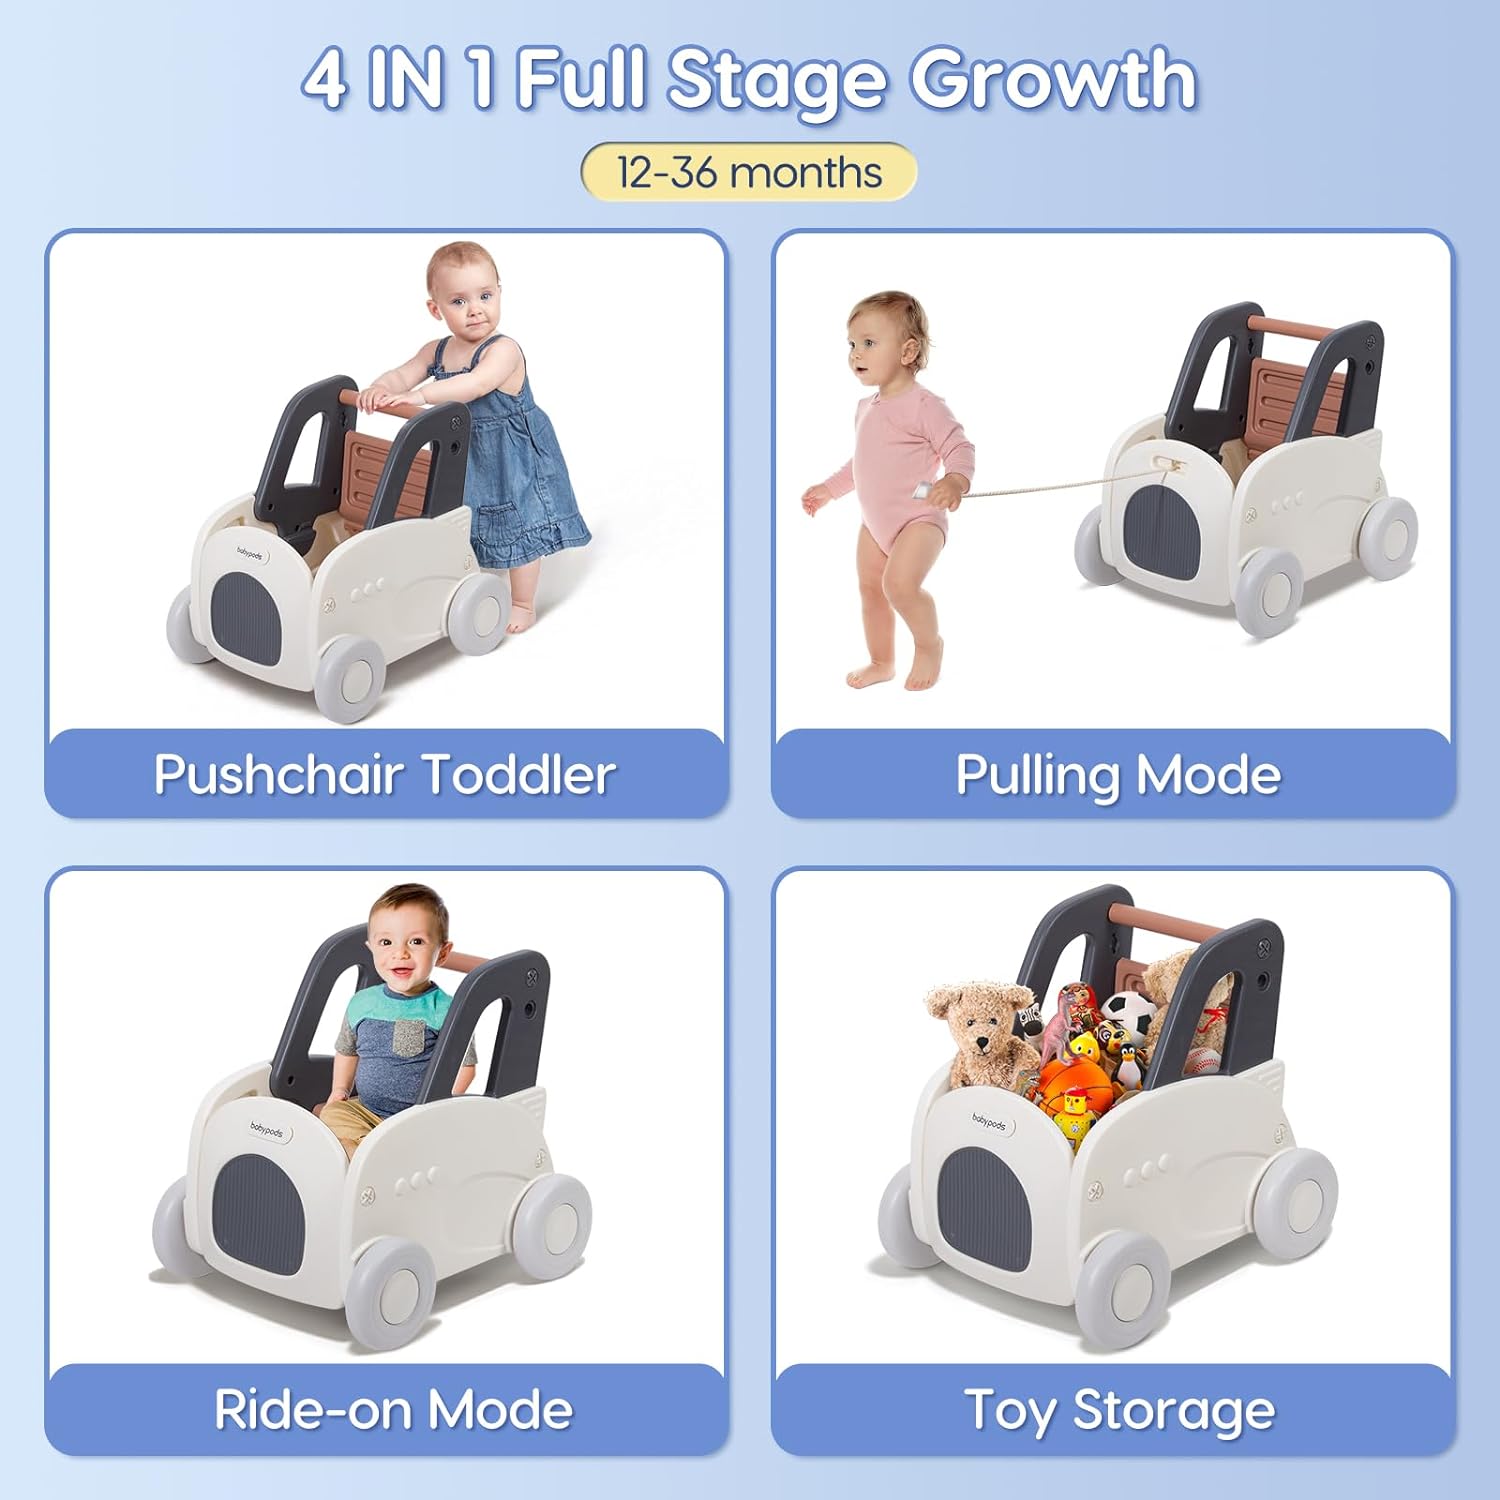 4 IN 1 Full Stage Growth
12-36 months
babypods
Pushchair Toddler
Pulling Mode
babypods
Ride-on Mode
babypods
Toy Storage